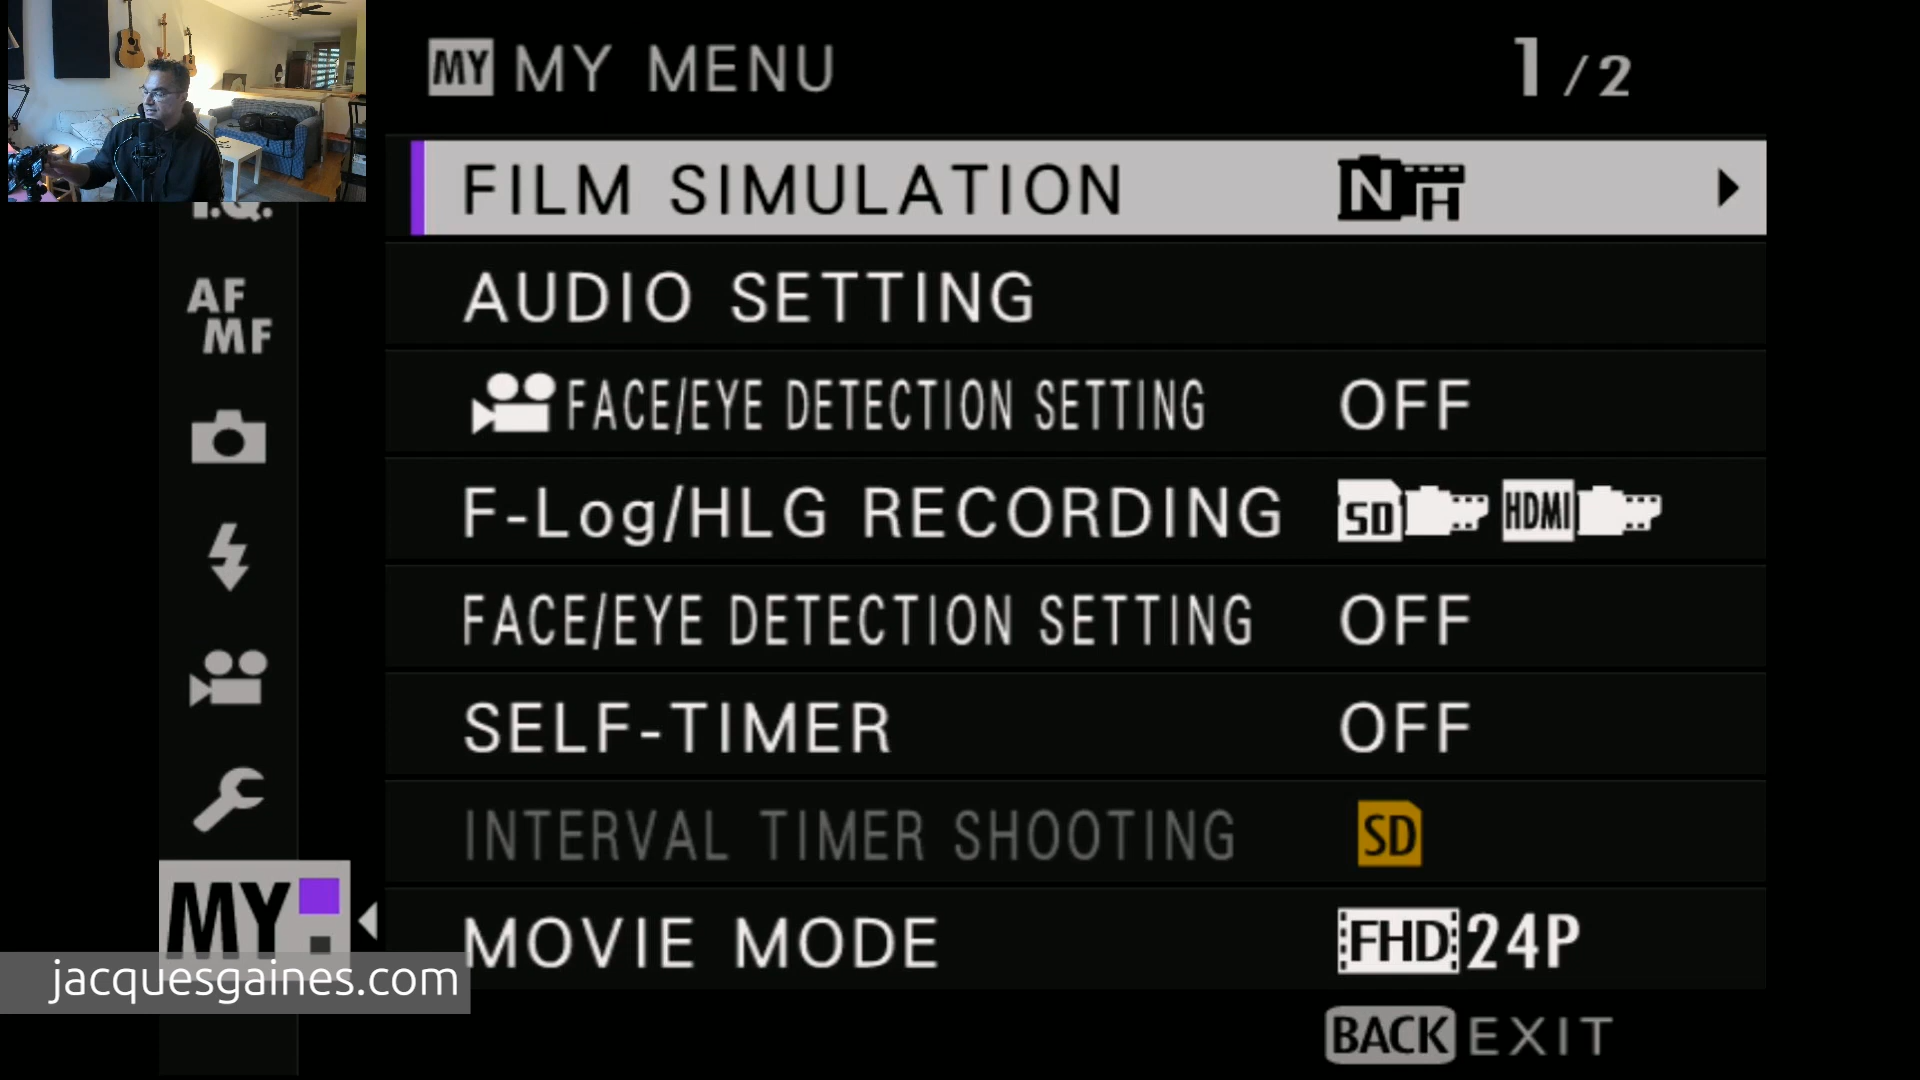 MY MY MENU 1/2
I.Q.
FILM SIMULATION NH
AUDIO SETTING
AF
MF
FACE/EYE DETECTION SETTING OFF
F-Log/HLG RECORDING SD HDMI
FACE/EYE DETECTION SETTING OFF
SELF-TIMER OFF
INTERVAL TIMER SHOOTING SD
MY
MOVIE MODE FHD 24P
jacquesgaines.com
BACK EXIT